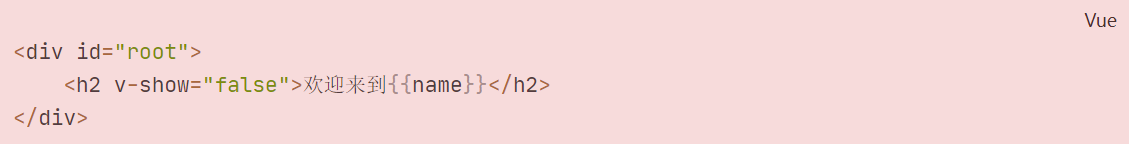 Vue
<div id="root">
    <h2 v-show="false">欢迎来到{{name}}</h2>
</div>